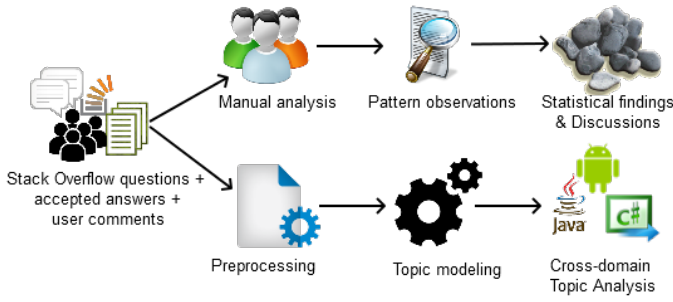 Manual analysis
Pattern observations
Statistical findings
& Discussions
Stack Overflow questions +
accepted answers +
user comments
Preprocessing
Topic modeling
Java
C#
Cross-domain
Topic Analysis